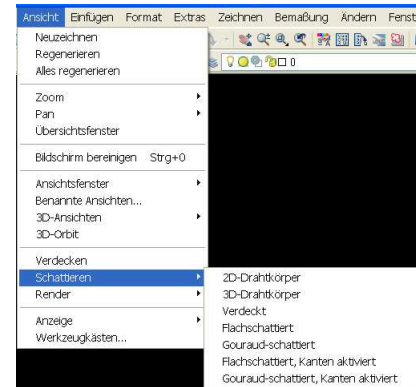 Ansicht Einfügen Format Extras Zeichnen Bemaßung Ändern Fenst
Neuzeichnen
Regenerieren
Alles regenerieren
0
Zoom
Pan
Übersichtsfenster
Bildschirm bereinigen Strg+0
Ansichtsfenster
Benannte Ansichten...
3D-Ansichten
3D-Orbit
Verdecken
Schattieren
Render
Anzeige
Werkzeugkästen...
2D-Drahtkörper
3D-Drahtkörper
Verdeckt
Flachschattiert
Gouraud-schattiert
Flachschattiert, Kanten aktiviert
Gouraud-schattiert, Kanten aktiviert